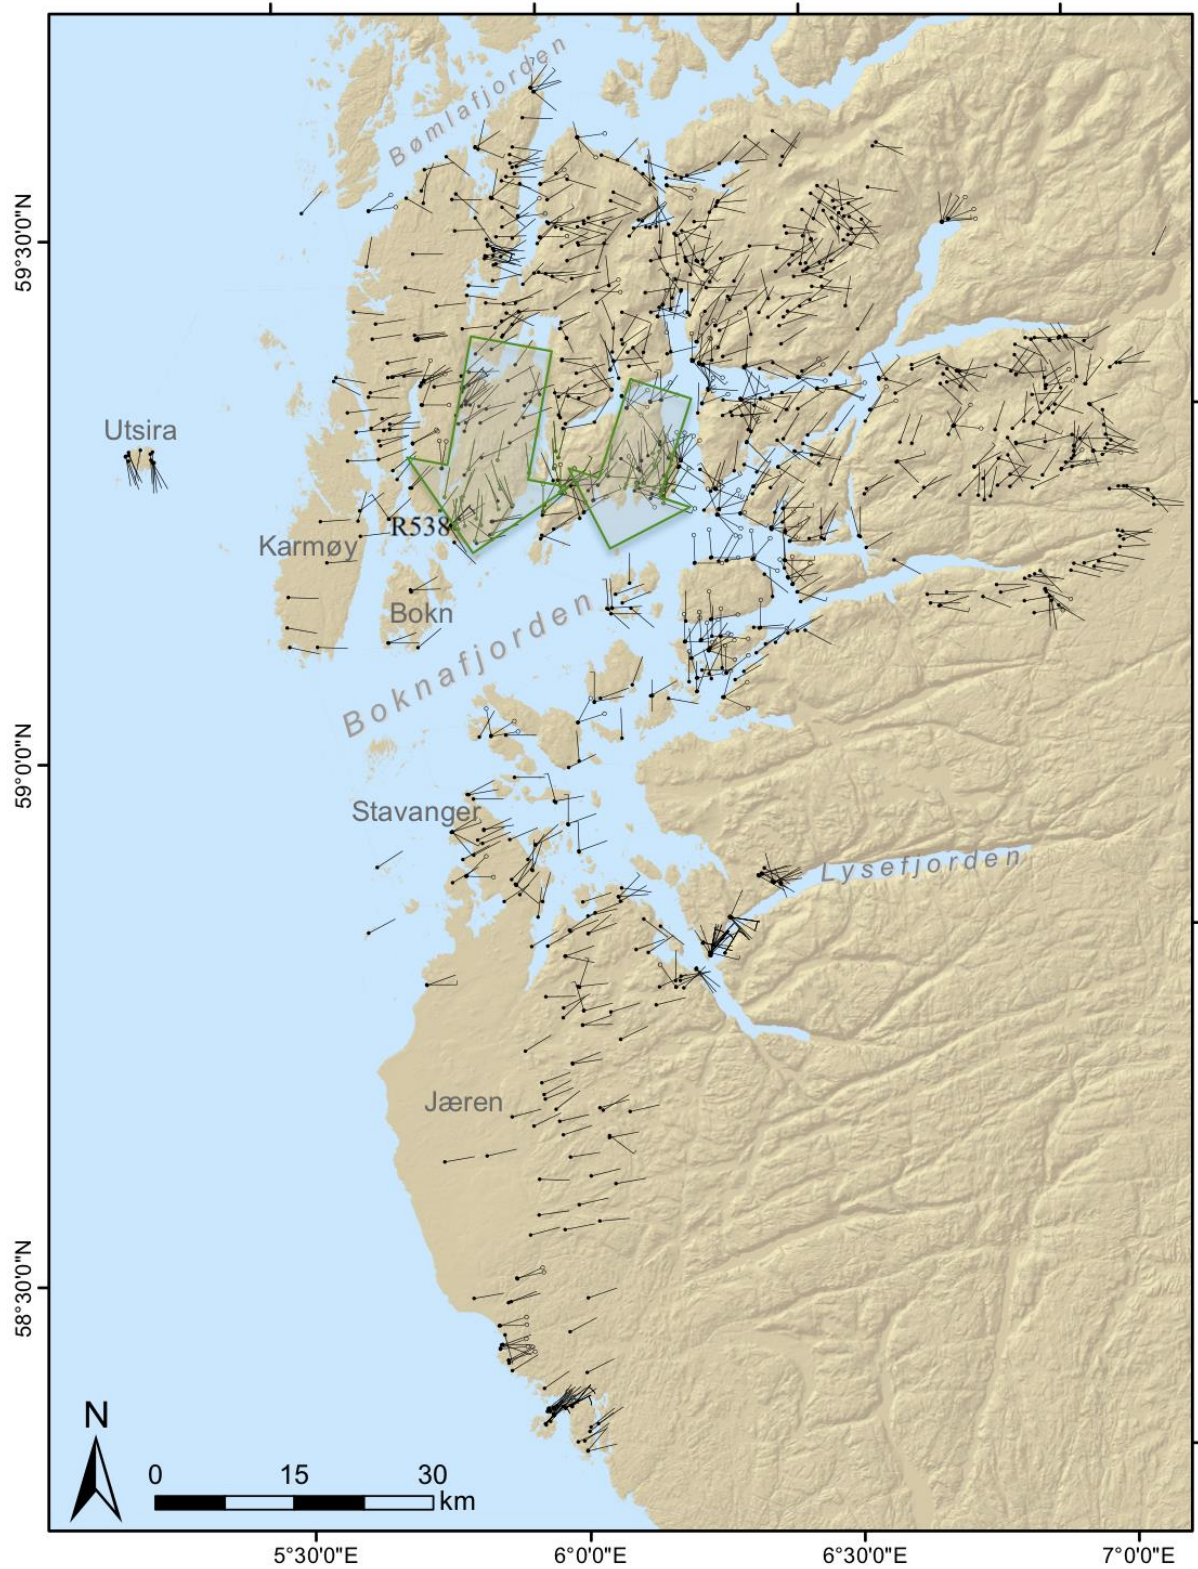 Bømlafjorden
59°30'0"N
Utsira
R538
Karmøy
Bokn
Boknafjorden
59°0'0"N
Stavanger
Lysefjorden
Jæren
58°30'0"N
N
0 15 30
km
5°30'0"E 6°0'0"E 6°30'0"E 7°0'0"E